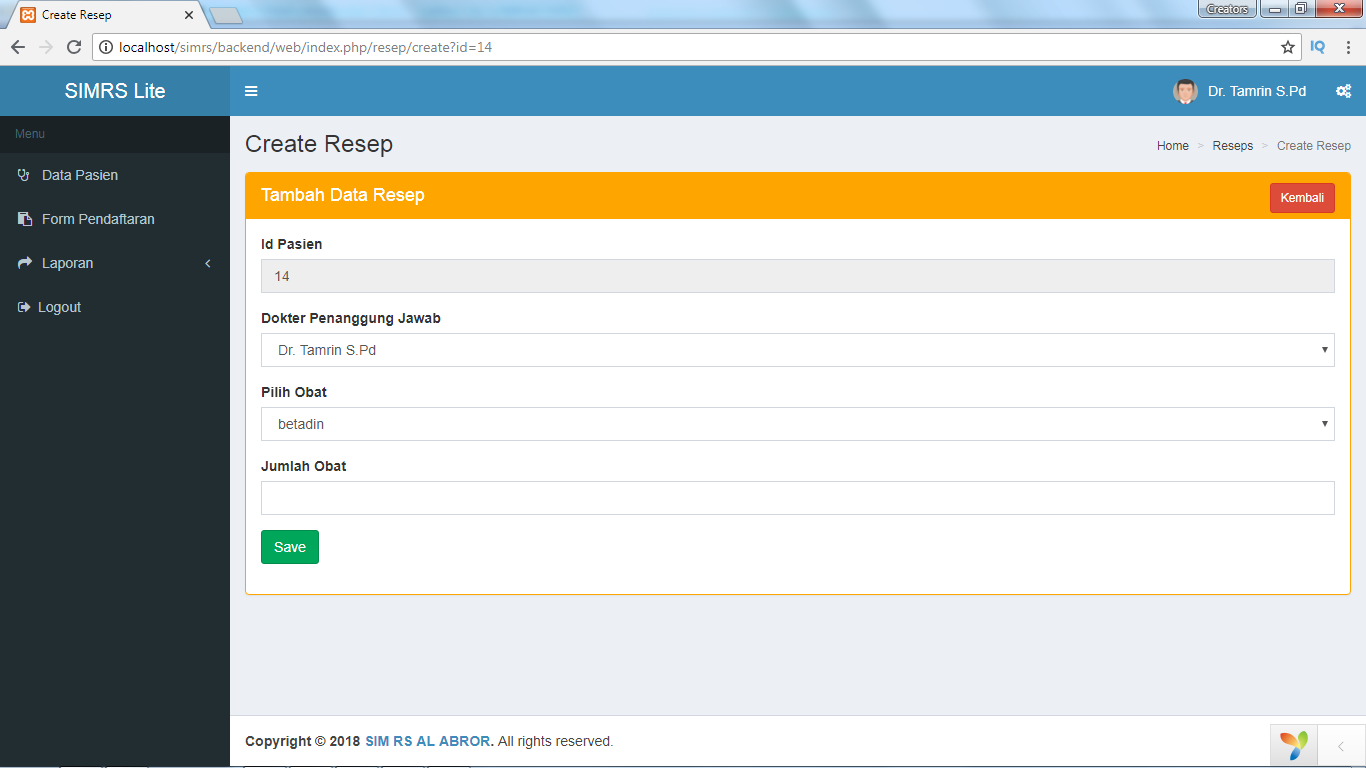 Create Resep
Creators
localhost/simrs/backend/web/index.php/resep/create?id=14
IQ
SIMRS Lite
Dr. Tamrin S.Pd
Menu
Data Pasien
Form Pendaftaran
Laporan
Logout
Create Resep
Home > Reseps > Create Resep
Tambah Data Resep
Kembali
Id Pasien
14
Dokter Penanggung Jawab
Dr. Tamrin S.Pd
Pilih Obat
betadin
Jumlah Obat
Save
Copyright © 2018 SIM RS AL ABROR. All rights reserved.